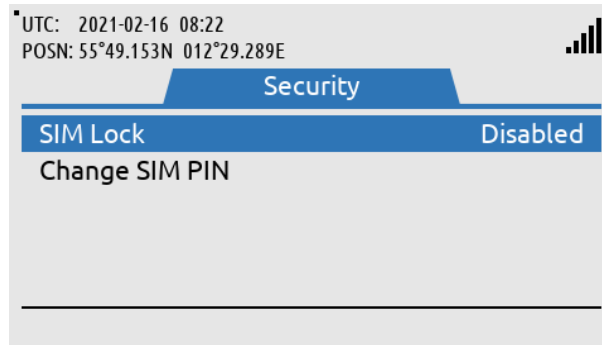 UTC: 2021-02-16 08:22
POSN: 55°49.153N 012°29.289E
Security
SIM Lock Disabled
Change SIM PIN